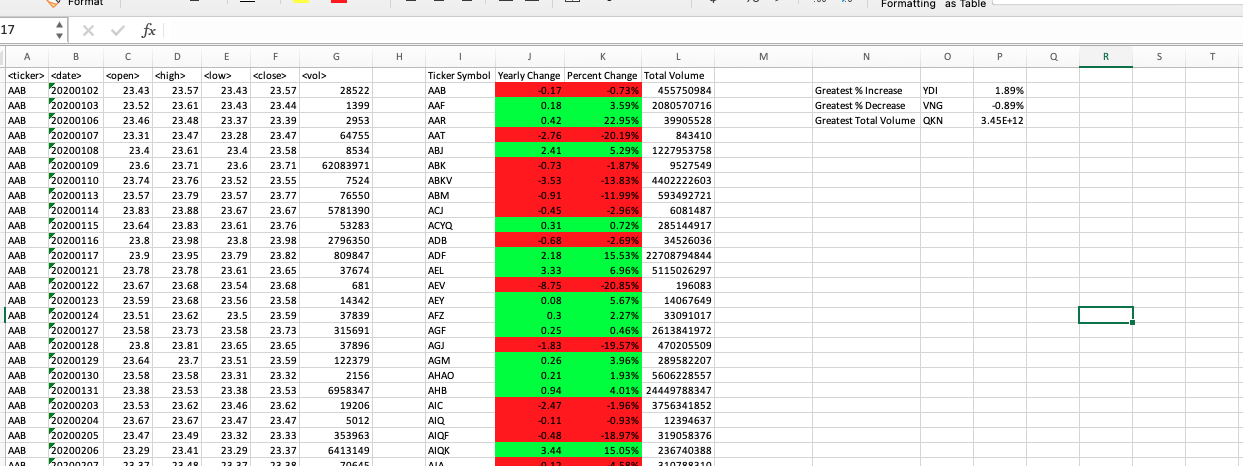 Format
Formatting as Table
17 fx
A B C D E F G H I J K L M N O P Q R S T
<ticker> <date> <open> <high> <low> <close> <vol> Ticker Symbol Yearly Change Percent Change Total Volume
AAB 20200102 23.43 23.57 23.43 23.57 28522 AAB -0.17 -0.73% 455750984 Greatest % Increase YDI 1.89%
AAB 20200103 23.52 23.61 23.43 23.44 1399 AAF 0.18 3.59% 2080570716 Greatest % Decrease VNG -0.89%
AAB 20200106 23.46 23.48 23.37 23.39 2953 AAR 0.42 22.95% 39905528 Greatest Total Volume QKN 3.45E+12
AAB 20200107 23.31 23.47 23.28 23.47 64755 AAT -2.76 -20.19% 843410
AAB 20200108 23.4 23.61 23.4 23.58 8534 ABJ 2.41 5.29% 1227953758
AAB 20200109 23.6 23.71 23.6 23.71 62083971 ABK -0.73 -1.87% 9527549
AAB 20200110 23.74 23.76 23.52 23.55 7524 ABKV -3.53 -13.83% 4402222603
AAB 20200113 23.57 23.79 23.57 23.77 76550 ABM -0.91 -11.99% 593492721
AAB 20200114 23.83 23.88 23.67 23.67 5781390 ACJ -0.45 -2.96% 6081487
AAB 20200115 23.64 23.83 23.61 23.76 53283 ACYQ 0.31 0.72% 285144917
AAB 20200116 23.8 23.98 23.8 23.98 2796350 ADB -0.68 -2.69% 34526036
AAB 20200117 23.9 23.95 23.79 23.82 809847 ADF 2.18 15.53% 22708794844
AAB 20200121 23.78 23.78 23.61 23.65 37674 AEL 3.33 6.96% 5115026297
AAB 20200122 23.67 23.68 23.54 23.68 681 AEV -8.75 -20.85% 196083
AAB 20200123 23.59 23.68 23.56 23.58 14342 AEY 0.08 5.67% 14067649
AAB 20200124 23.51 23.62 23.5 23.59 37839 AFZ 0.3 2.27% 33091017
AAB 20200127 23.58 23.73 23.58 23.73 315691 AGF 0.25 0.46% 2613841972
AAB 20200128 23.8 23.81 23.65 23.65 37896 AGJ -1.83 -19.57% 470205509
AAB 20200129 23.64 23.7 23.51 23.59 122379 AGM 0.26 3.96% 289582207
AAB 20200130 23.58 23.58 23.31 23.32 2156 AHAO 0.21 1.93% 5606228557
AAB 20200131 23.38 23.53 23.38 23.53 6958347 AHB 0.94 4.01% 24449788347
AAB 20200203 23.53 23.62 23.46 23.62 19206 AIC -2.47 -1.96% 3756341852
AAB 20200204 23.67 23.67 23.47 23.47 5012 AIQ -0.11 -0.93% 12394637
AAB 20200205 23.47 23.49 23.32 23.33 353963 AIQF -0.48 -18.97% 319058376
AAB 20200206 23.29 23.41 23.29 23.37 6413149 AIQK 3.44 15.05% 236740388
AAB 20200207 23.37 23.48 23.37 23.38 70645 AJA -0.12 -4.58% 310788310